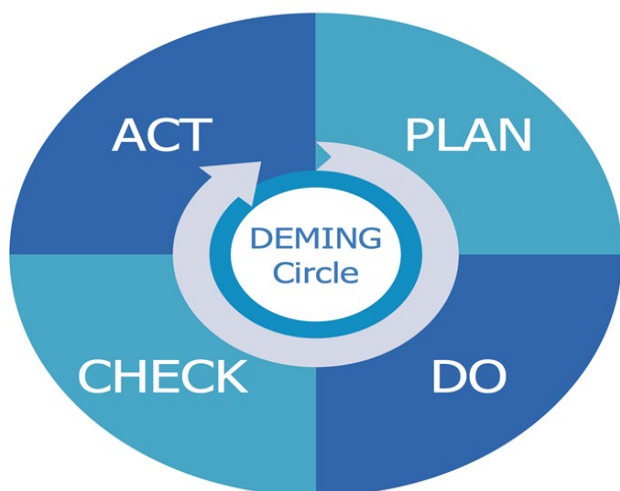 ACT
PLAN
DEMING
Circle
CHECK
DO